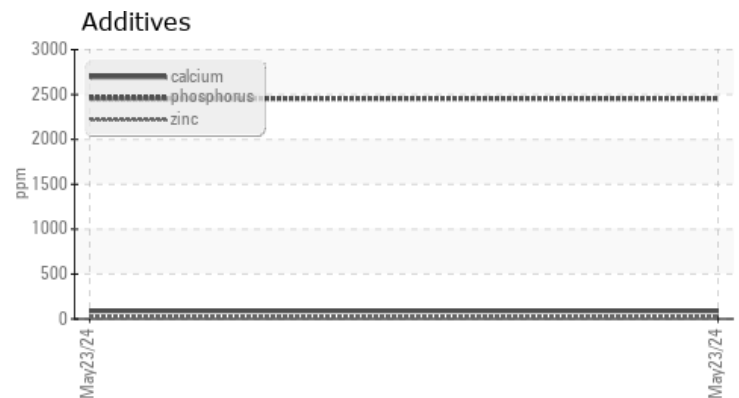 Additives
3000
2500
2000
1500
1000
500
0
ppm
calcium
phosphorus
zinc
May23/24
May23/24